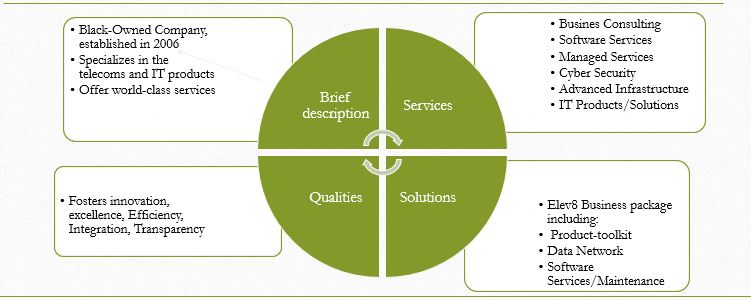 • Black-Owned Company,
established in 2006
• Specializes in the
telecoms and IT products
• Offer world-class services
Brief
description
Services
• Busines Consulting
• Software Services
• Managed Services
• Cyber Security
• Advanced Infrastructure
• IT Products/Solutions
• Fosters innovation,
excellence, Efficiency,
Integration, Transparency
Qualities
Solutions
• Elev8 Business package
including:
• Product-toolkit
• Data Network
• Software
Services/Maintenance